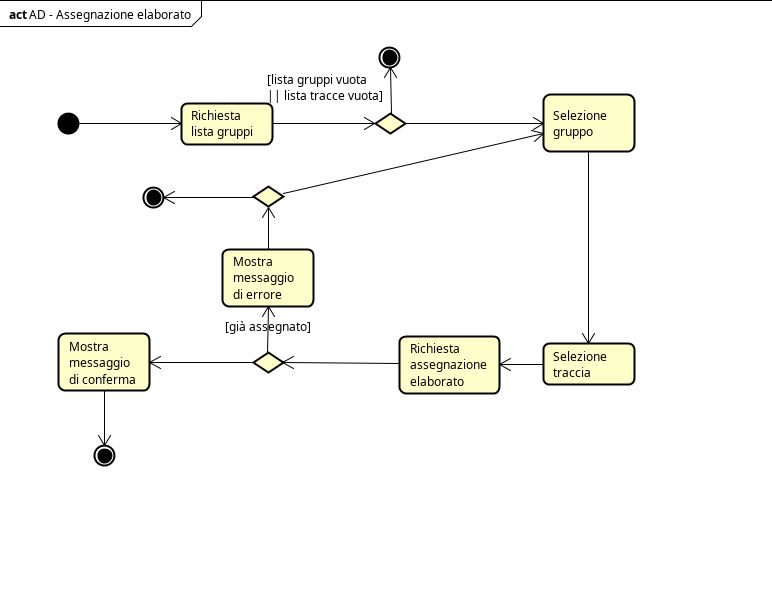 act AD - Assegnazione elaborato
[lista gruppi vuota
|| lista tracce vuota]
Richiesta
lista gruppi
Selezione
gruppo
Mostra
messaggio
di errore
[già assegnato]
Mostra
messaggio
di conferma
Richiesta
assegnazione
elaborato
Selezione
traccia